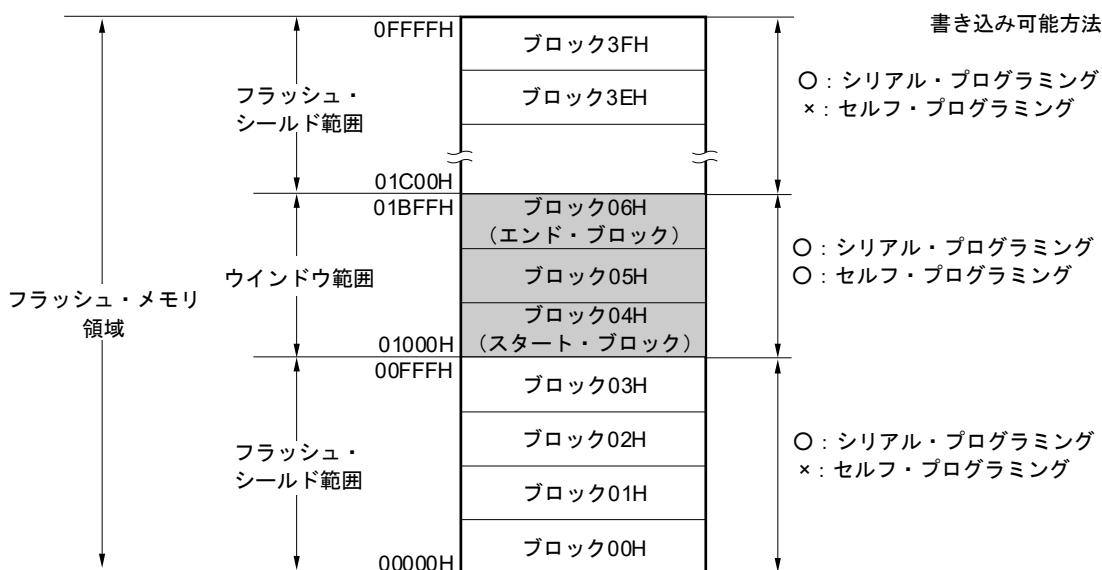 書き込み可能方法
0FFFFH
ブロック3FH
ブロック3EH
フラッシュ・
シールド範囲
○：シリアル・プログラミング
×：セルフ・プログラミング
01C00H
01BFFH
ブロック06H
（エンド・ブロック）
ブロック05H
ブロック04H
（スタート・ブロック）
ウインドウ範囲
○：シリアル・プログラミング
○：セルフ・プログラミング
フラッシュ・メモリ
領域
01000H
00FFFH
ブロック03H
ブロック02H
ブロック01H
ブロック00H
フラッシュ・
シールド範囲
○：シリアル・プログラミング
×：セルフ・プログラミング
00000H